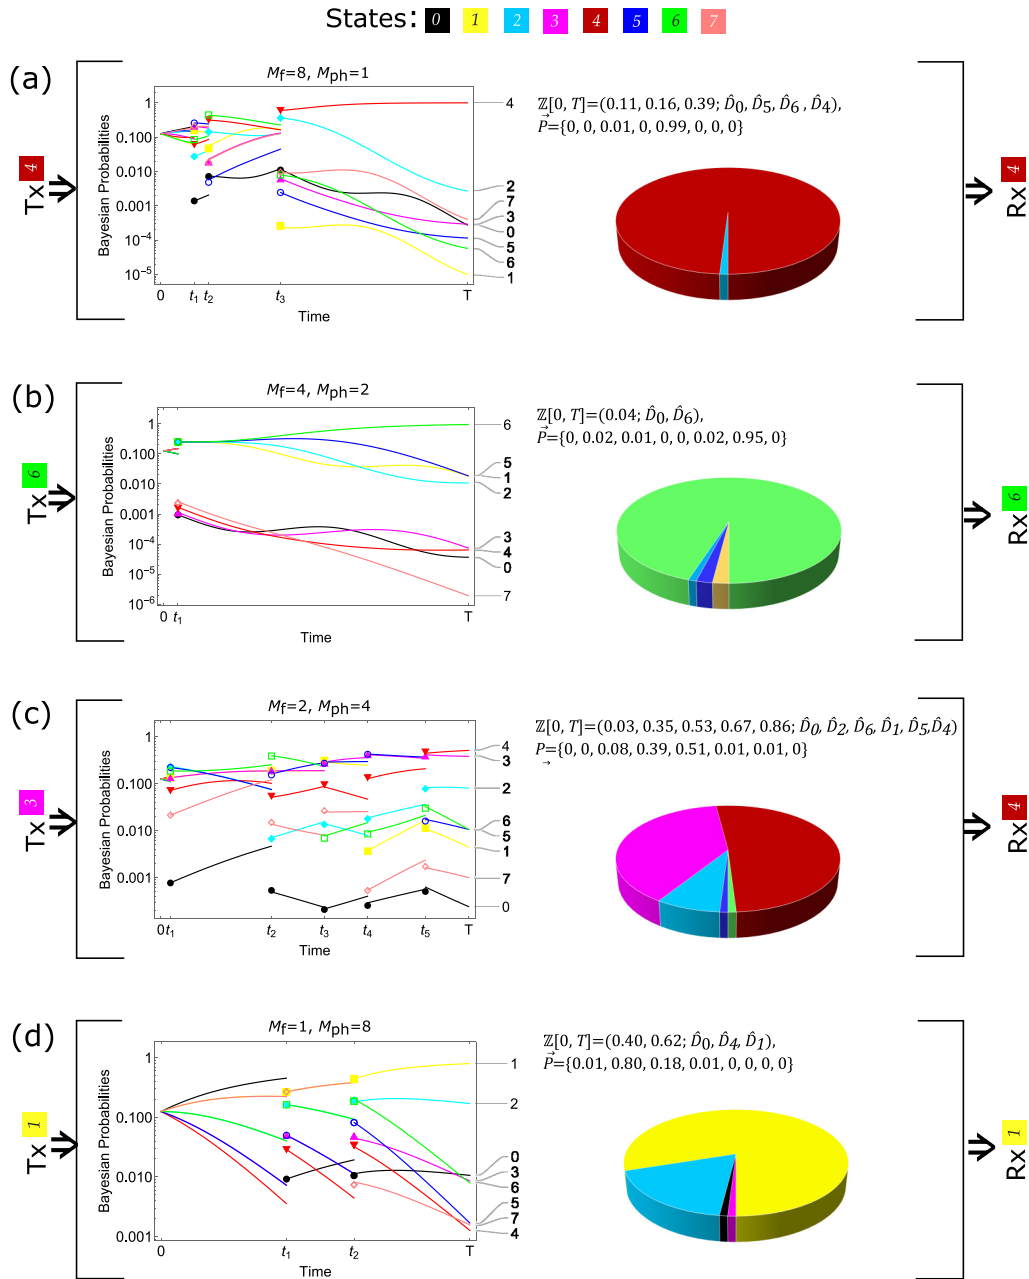 States: 0 1 2 3 4 5 6 7
(a)
Tx 4
M_f=8, M_ph=1
Bayesian Probabilities
1
0.100
0.010
0.001
10⁻⁴
10⁻⁵
0 t₁ t₂ t₃ T
Time
4
2
7
3
0
5
6
1
ℤ[0, T]=(0.11, 0.16, 0.39; D̂₀, D̂₅, D̂₆ , D̂₄),
P⃗={0, 0, 0.01, 0, 0.99, 0, 0, 0}
Rx 4
(b)
Tx 6
M_f=4, M_ph=2
Bayesian Probabilities
1
0.100
0.010
0.001
10⁻⁴
10⁻⁵
10⁻⁶
0 t₁ T
Time
6
5
1
2
3
4
0
7
ℤ[0, T]=(0.04; D̂₀, D̂₆),
P⃗={0, 0.02, 0.01, 0, 0, 0.02, 0.95, 0}
Rx 6
(c)
Tx 3
M_f=2, M_ph=4
Bayesian Probabilities
1
0.100
0.010
0.001
0 t₁ t₂ t₃ t₄ t₅ T
Time
4
3
2
6
5
1
7
0
ℤ[0, T]=(0.03, 0.35, 0.53, 0.67, 0.86; D̂₀, D̂₂, D̂₆, D̂₁, D̂₅, D̂₄)
P⃗={0, 0, 0.08, 0.39, 0.51, 0.01, 0.01, 0}
Rx 4
(d)
Tx 1
M_f=1, M_ph=8
Bayesian Probabilities
1
0.100
0.010
0.001
0 t₁ t₂ T
Time
1
2
0
3
6
5
7
4
ℤ[0, T]=(0.40, 0.62; D̂₀, D̂₄, D̂₁),
P⃗={0.01, 0.80, 0.18, 0.01, 0, 0, 0, 0}
Rx 1